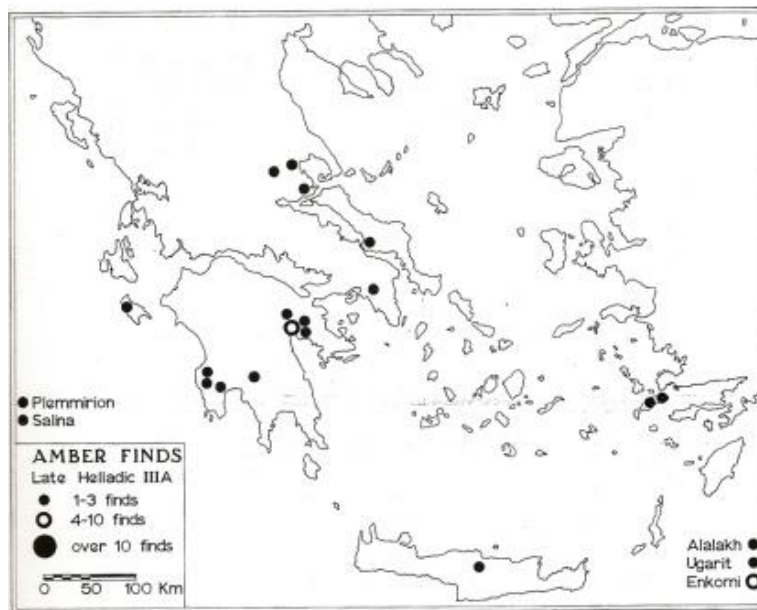 Plemmirion
Salina
AMBER FINDS
Late Helladic IIIA
1-3 finds
4-10 finds
over 10 finds
0 50 100 Km
Alalakh
Ugarit
Enkomi